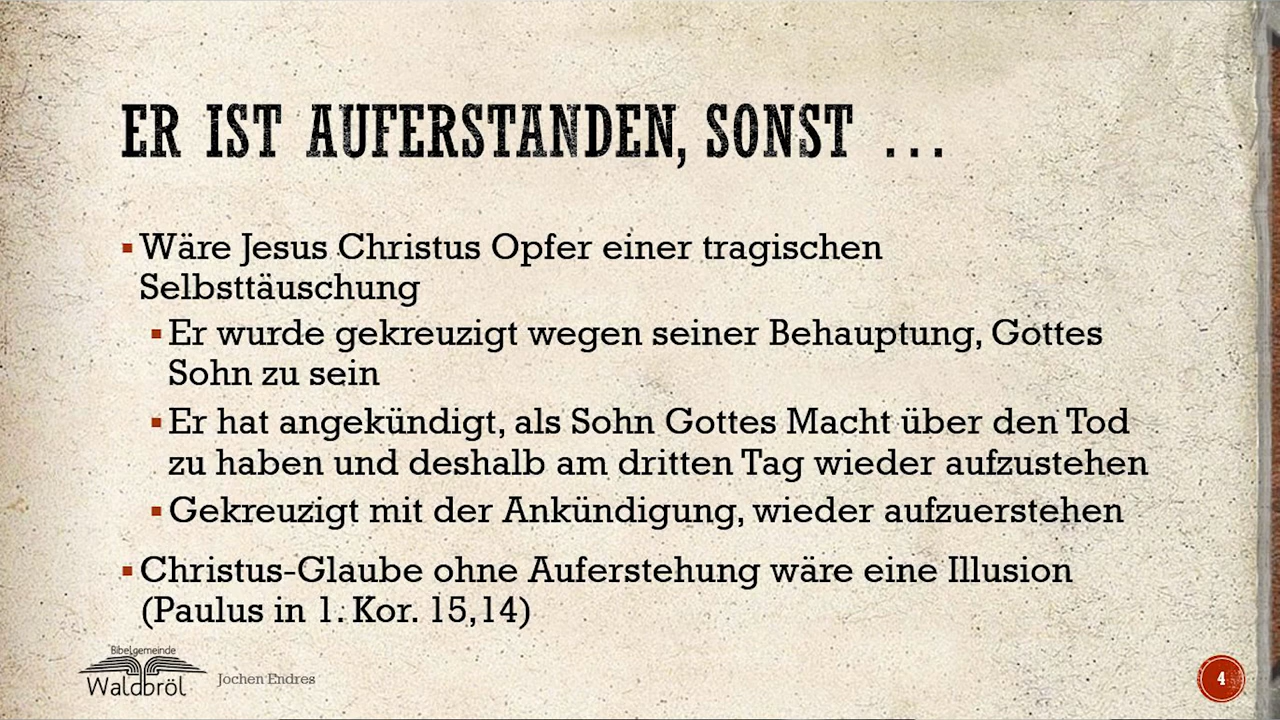 ER IST AUFERSTANDEN, SONST ...
▪ Wäre Jesus Christus Opfer einer tragischen
Selbsttäuschung
▪ Er wurde gekreuzigt wegen seiner Behauptung, Gottes
Sohn zu sein
▪ Er hat angekündigt, als Sohn Gottes Macht über den Tod
zu haben und deshalb am dritten Tag wieder aufzustehen
▪ Gekreuzigt mit der Ankündigung, wieder aufzuerstehen
▪ Christus-Glaube ohne Auferstehung wäre eine Illusion
(Paulus in 1. Kor. 15,14)
Bibelgemeinde
Waldbröl
Jochen Endres
4